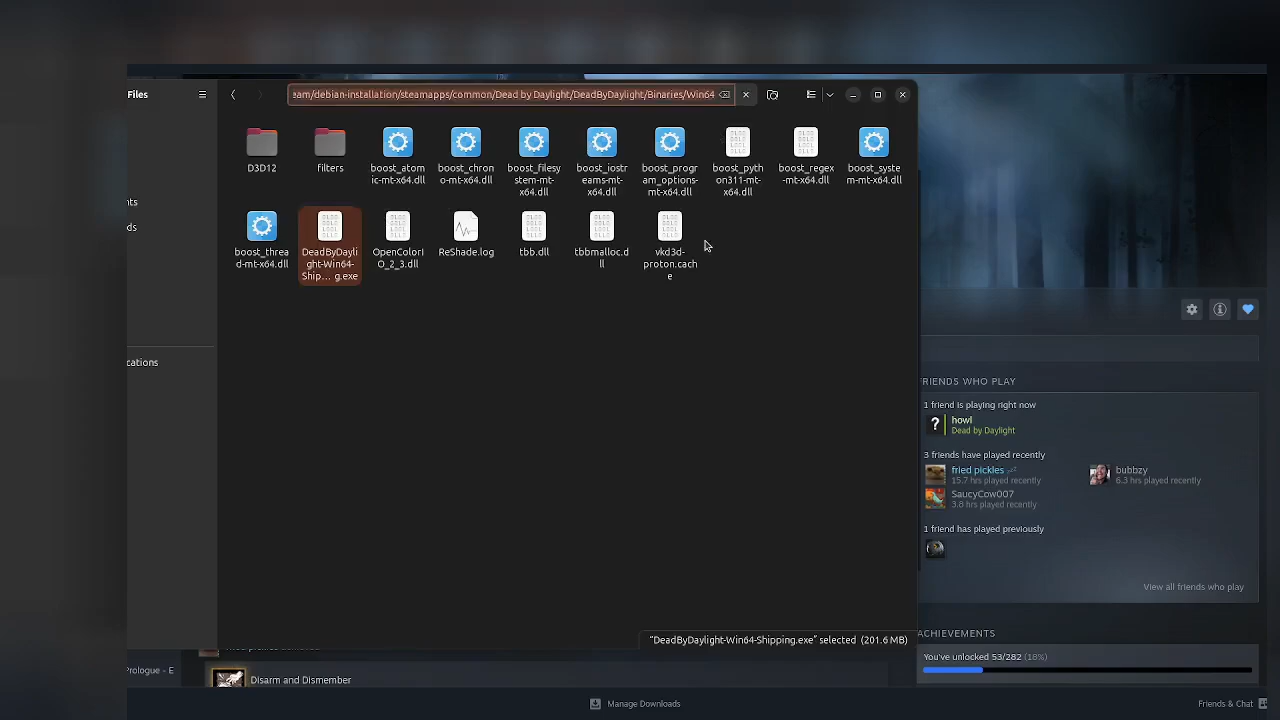 Files
eam/debian-installation/steamapps/common/Dead by Daylight/DeadByDaylight/Binaries/Win64
D3D12
filters
boost_atom
ic-mt-x64.dll
boost_chro
no-mt-x64.dll
boost_filesy
stem-mt-
x64.dll
boost_iostr
eams-mt-
x64.dll
boost_progr
am_options-
mt-x64.dll
boost_pyth
on311-mt-
x64.dll
boost_regex
-mt-x64.dll
boost_syste
m-mt-x64.dll
boost_threa
d-mt-x64.dll
DeadByDayli
ght-Win64-
Ship... g.exe
OpenColorI
O_2_3.dll
ReShade.log
tbb.dll
tbbmalloc.d
ll
vkd3d-
proton.cach
e
nts
ds
cations
"DeadByDaylight-Win64-Shipping.exe" selected (201.6 MB)
FRIENDS WHO PLAY
1 friend is playing right now
howl
Dead by Daylight
3 friends have played recently
fried pickles
15.7 hrs played recently
bubbzy
6.3 hrs played recently
SaucyCow007
3.8 hrs played recently
1 friend has played previously
View all friends who play
ACHIEVEMENTS
You've unlocked 53/282 (18%)
Prologue - E
Disarm and Dismember
Manage Downloads
Friends & Chat